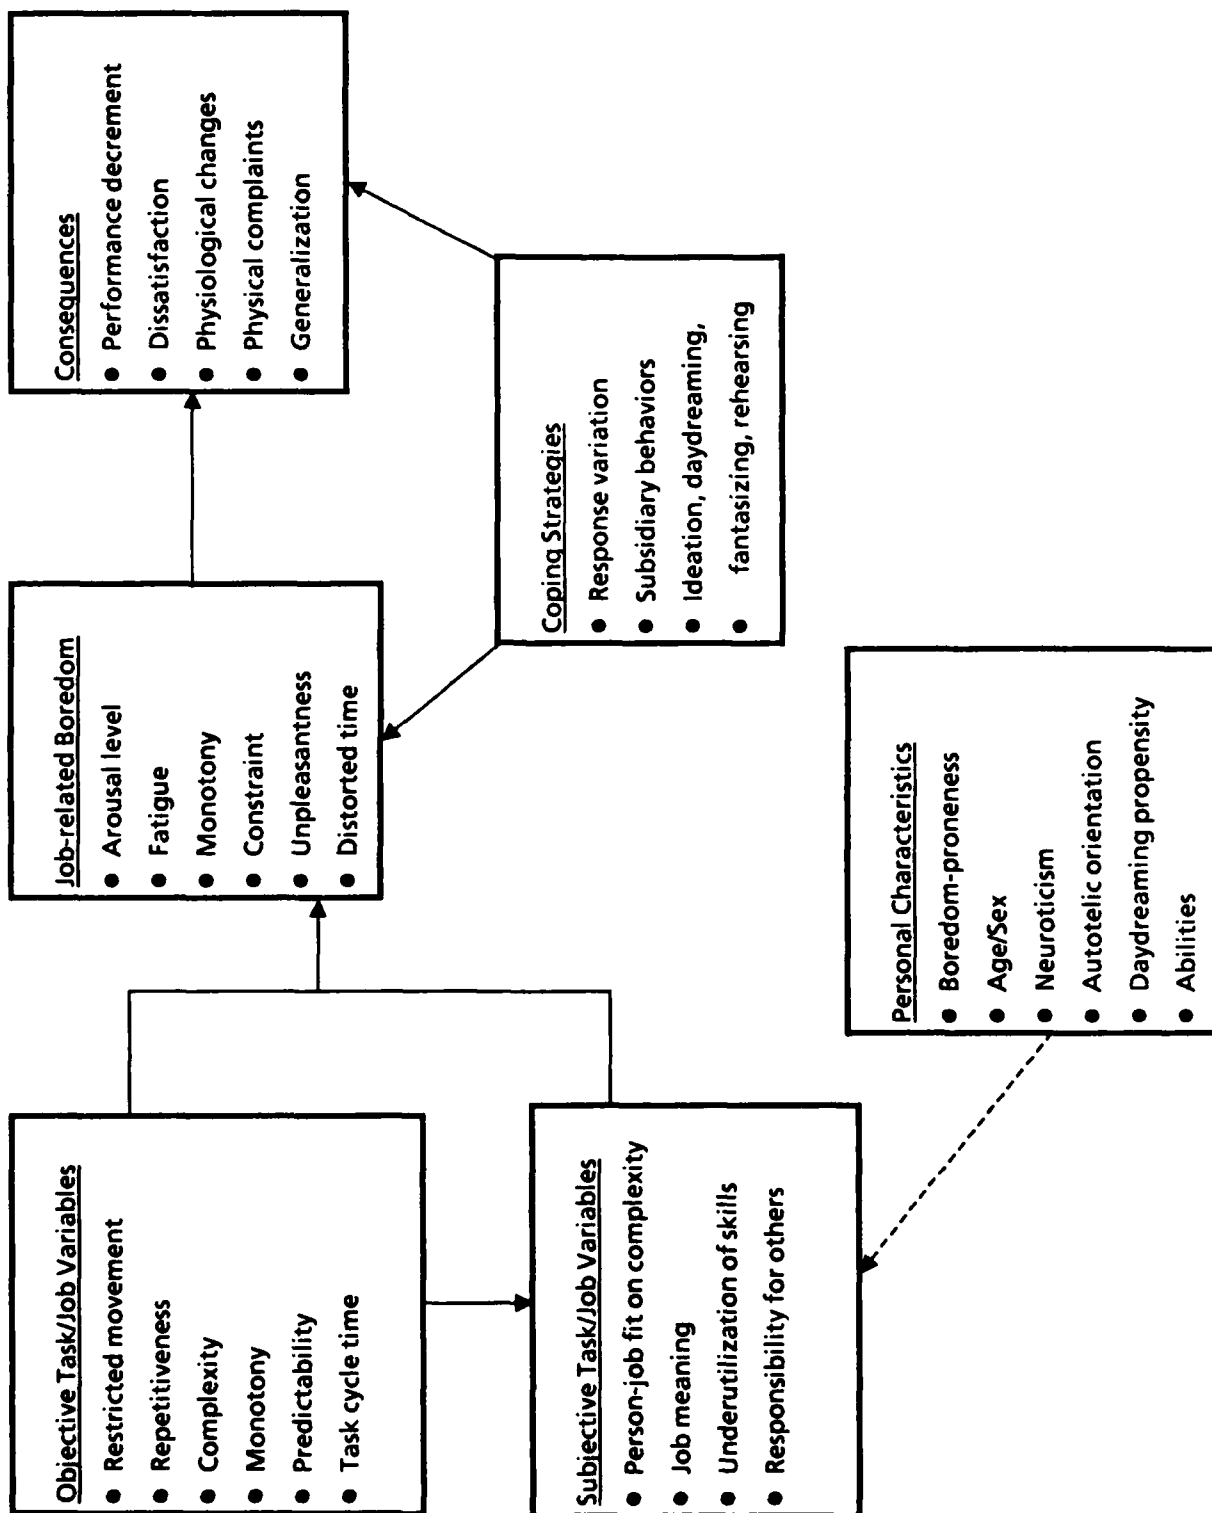 Objective Task/Job Variables
● Restricted movement
● Repetitiveness
● Complexity
● Monotony
● Predictability
● Task cycle time
Subjective Task/Job Variables
● Person-job fit on complexity
● Job meaning
● Underutilization of skills
● Responsibility for others
Job-related Boredom
● Arousal level
● Fatigue
● Monotony
● Constraint
● Unpleasantness
● Distorted time
Personal Characteristics
● Boredom-proneness
● Age/Sex
● Neuroticism
● Autotelic orientation
● Daydreaming propensity
● Abilities
Coping Strategies
● Response variation
● Subsidiary behaviors
● Ideation, daydreaming,
● fantasizing, rehearsing
Consequences
● Performance decrement
● Dissatisfaction
● Physiological changes
● Physical complaints
● Generalization